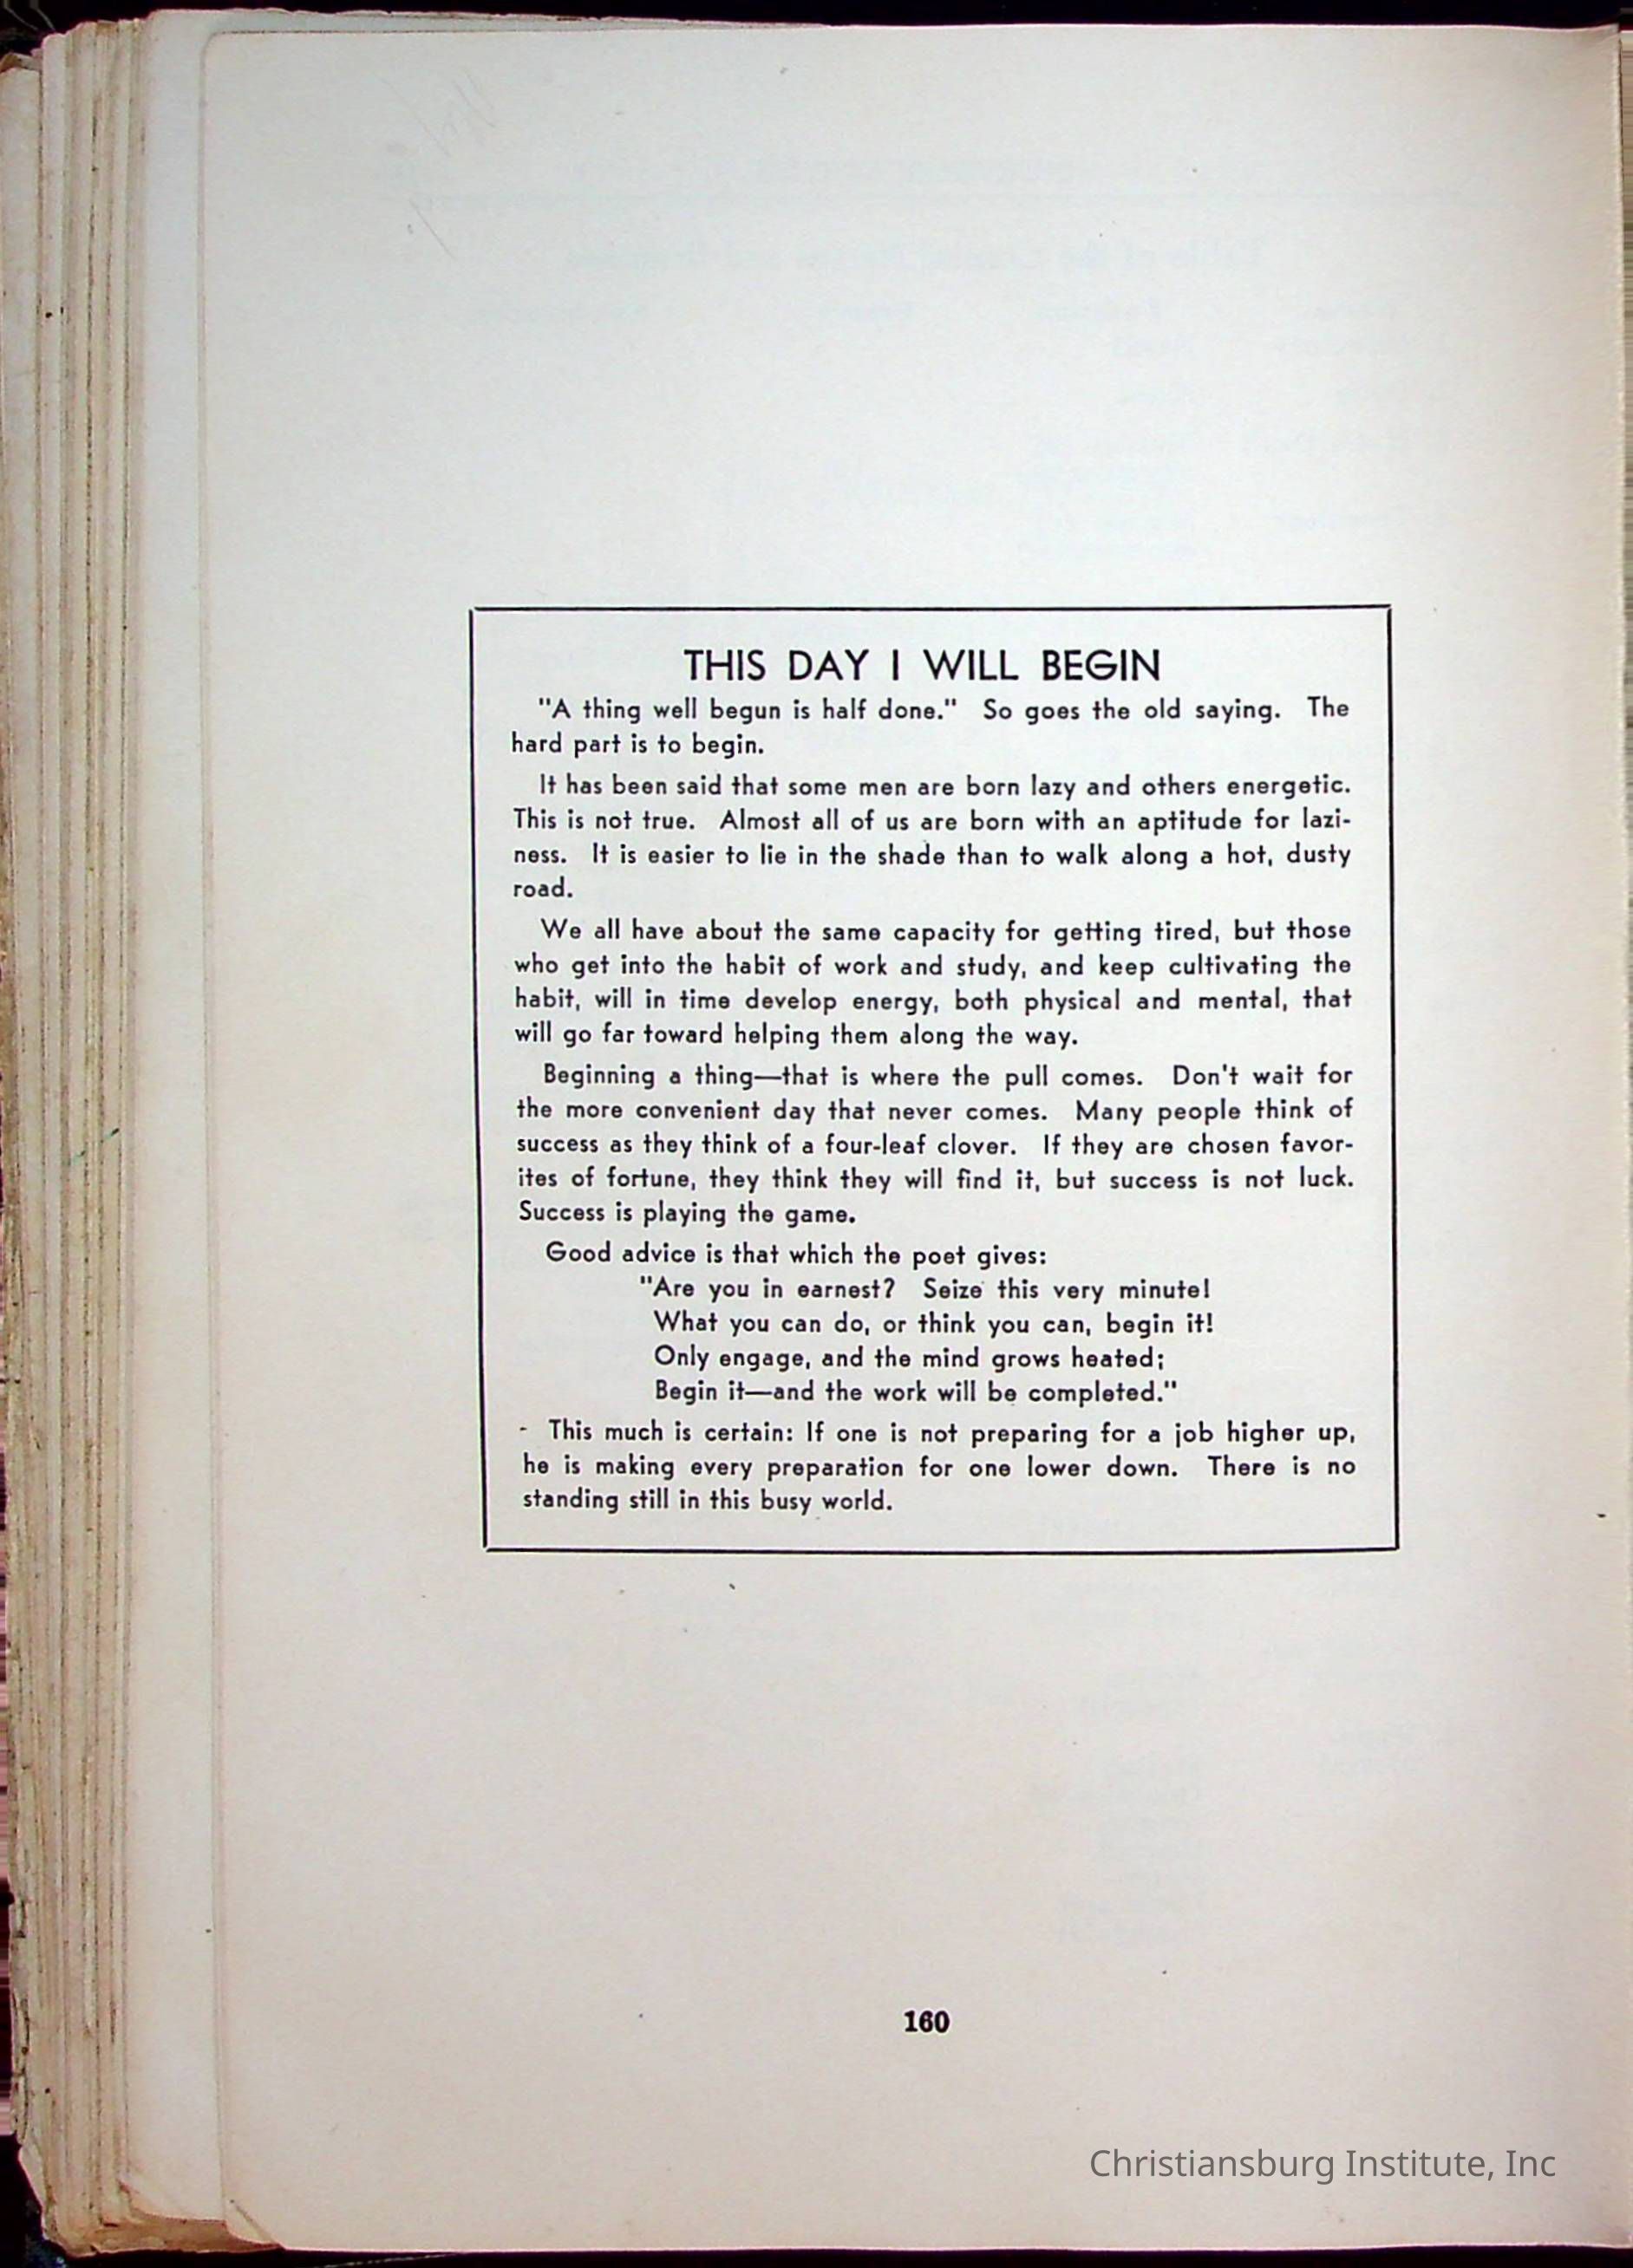 THIS DAY I WILL BEGIN
"A thing well begun is half done." So goes the old saying. The
hard part is to begin.
It has been said that some men are born lazy and others energetic.
This is not true. Almost all of us are born with an aptitude for lazi-
ness. It is easier to lie in the shade than to walk along a hot, dusty
road.
We all have about the same capacity for getting tired, but those
who get into the habit of work and study, and keep cultivating the
habit, will in time develop energy, both physical and mental, that
will go far toward helping them along the way.
Beginning a thing—that is where the pull comes. Don't wait for
the more convenient day that never comes. Many people think of
success as they think of a four-leaf clover. If they are chosen favor-
ites of fortune, they think they will find it, but success is not luck.
Success is playing the game.
Good advice is that which the poet gives:
"Are you in earnest? Seize this very minute!
What you can do, or think you can, begin it!
Only engage, and the mind grows heated;
Begin it—and the work will be completed."
- This much is certain: If one is not preparing for a job higher up,
he is making every preparation for one lower down. There is no
standing still in this busy world.
160
Christiansburg Institute, Inc